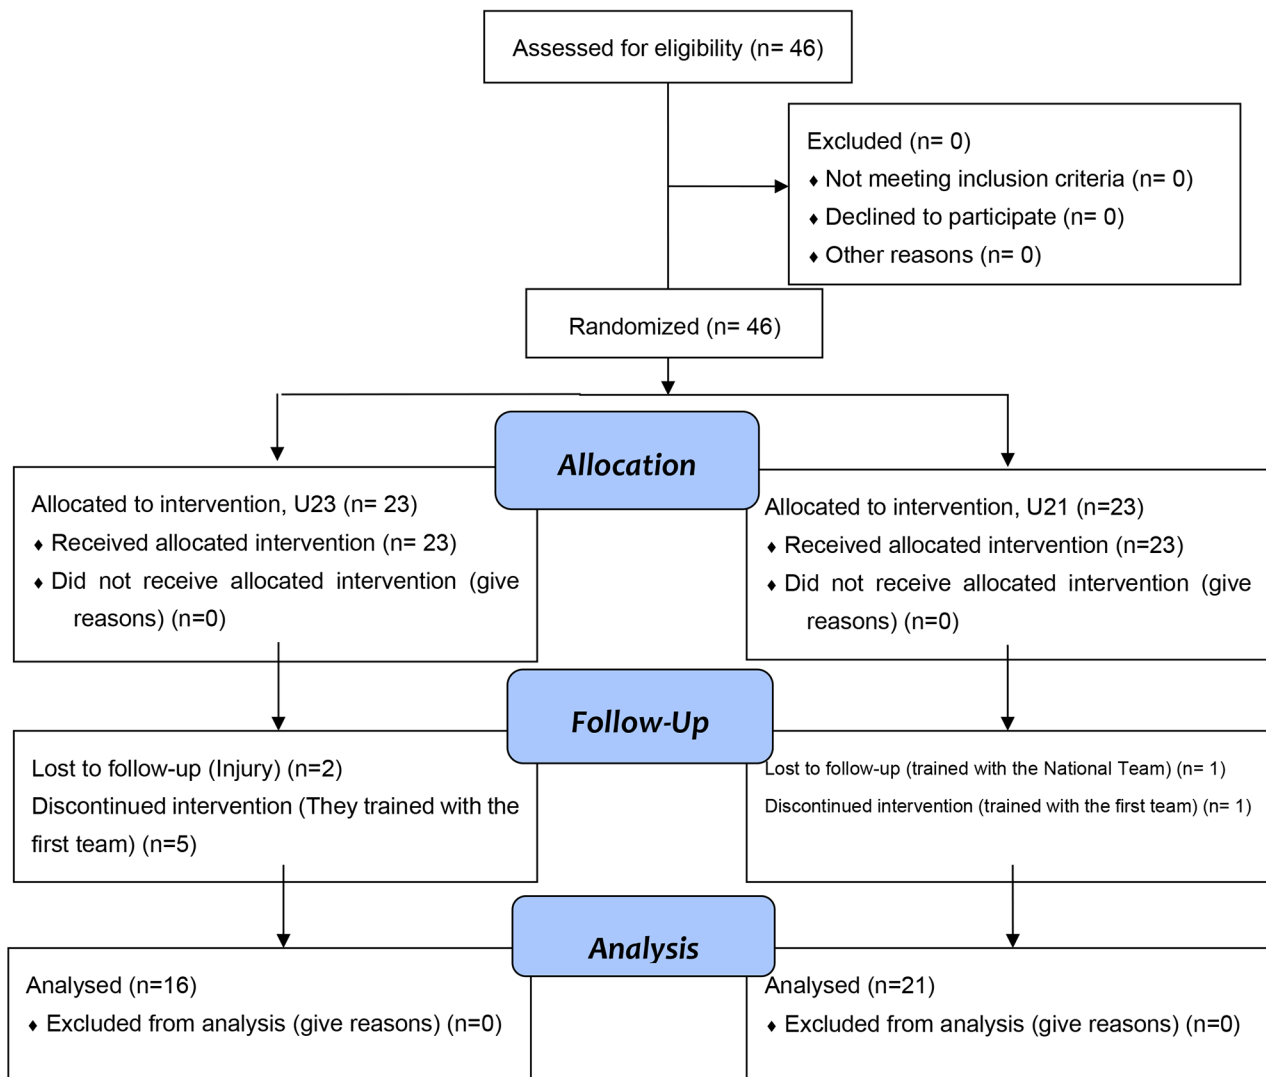 Assessed for eligibility (n= 46)
Excluded (n= 0)
♦ Not meeting inclusion criteria (n= 0)
♦ Declined to participate (n= 0)
♦ Other reasons (n= 0)
Randomized (n= 46)
Allocation
Allocated to intervention, U23 (n= 23)
♦ Received allocated intervention (n= 23)
♦ Did not receive allocated intervention (give
reasons) (n=0)
Allocated to intervention, U21 (n=23)
♦ Received allocated intervention (n=23)
♦ Did not receive allocated intervention (give
reasons) (n=0)
Follow-Up
Lost to follow-up (Injury) (n=2)
Discontinued intervention (They trained with the
first team) (n=5)
Lost to follow-up (trained with the National Team) (n= 1)
Discontinued intervention (trained with the first team) (n= 1)
Analysis
Analysed (n=16)
♦ Excluded from analysis (give reasons) (n=0)
Analysed (n=21)
♦ Excluded from analysis (give reasons) (n=0)